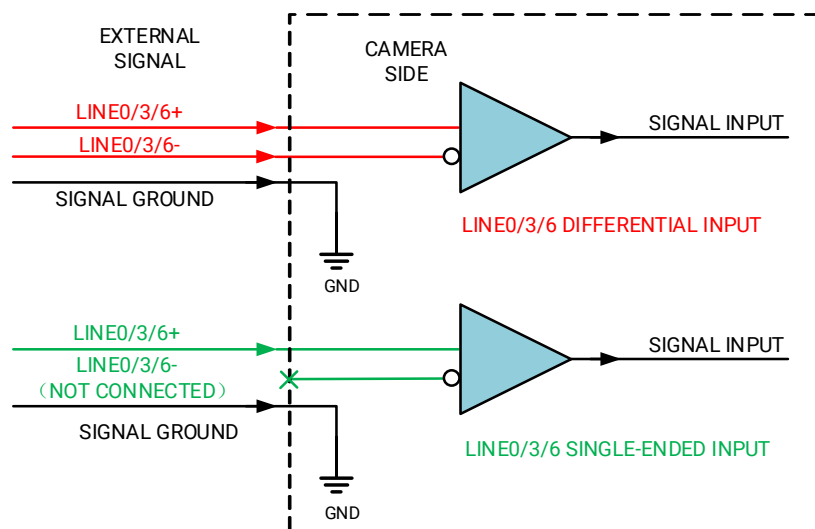 EXTERNAL
SIGNAL
CAMERA
SIDE
LINE0/3/6+
LINE0/3/6-
SIGNAL GROUND
SIGNAL INPUT
LINE0/3/6 DIFFERENTIAL INPUT
GND
LINE0/3/6+
LINE0/3/6-
（NOT CONNECTED）
SIGNAL GROUND
SIGNAL INPUT
LINE0/3/6 SINGLE-ENDED INPUT
GND